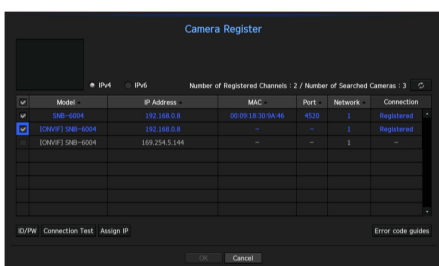 Camera Register
IPv4 IPv6 Number of Registered Channels : 2 / Number of Searched Cameras : 3
Model IP Address MAC Port Network Connection
SNB-6004 192.168.0.8 00:09:18:30:9A:46 4520 1 Registered
[ONVIF] SNB-6004 192.168.0.8 - - 1 Registered
[ONVIF] SNB-6004 169.254.5.144 - - 1 -
ID/PW Connection Test Assign IP Error code guides
OK Cancel